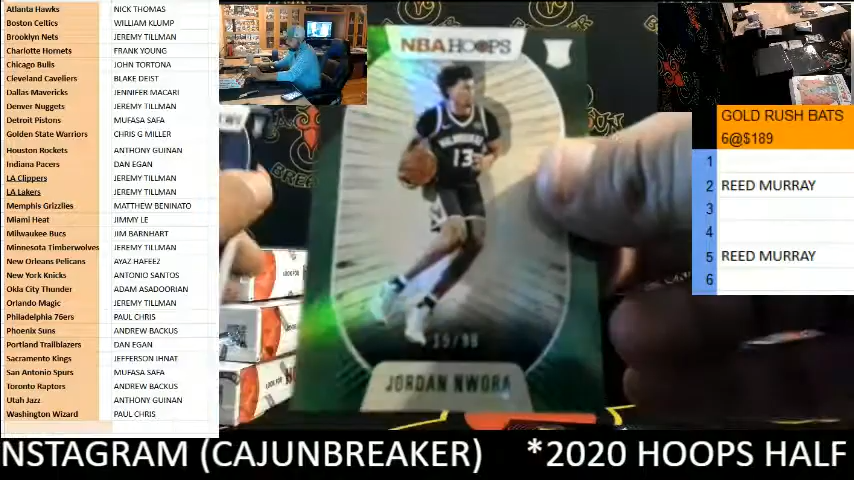 Atlanta Hawks NICK THOMAS
Boston Celtics WILLIAM KLUMP
Brooklyn Nets JEREMY TILLMAN
Charlotte Hornets FRANK YOUNG
Chicago Bulls JOHN TORTONA
Cleveland Cavaliers BLAKE DEIST
Dallas Mavericks JENNIFER MACARI
Denver Nuggets JEREMY TILLMAN
Detroit Pistons MUFASA SAFA
Golden State Warriors CHRIS G MILLER
Houston Rockets ANTHONY GUINAN
Indiana Pacers DAN EGAN
LA Clippers JEREMY TILLMAN
LA Lakers JEREMY TILLMAN
Memphis Grizzlies MATTHEW BENINATO
Miami Heat JIMMY LE
Milwaukee Bucs JIM BARNHART
Minnesota Timberwolves JEREMY TILLMAN
New Orleans Pelicans AYAZ HAFEEZ
New York Knicks ANTONIO SANTOS
Okla City Thunder ADAM ASADOORIAN
Orlando Magic JEREMY TILLMAN
Philadelphia 76ers PAUL CHRIS
Phoenix Suns ANDREW BACKUS
Portland Trailblazers DAN EGAN
Sacramento Kings JEFFERSON IHNAT
San Antonio Spurs MUFASA SAFA
Toronto Raptors ANDREW BACKUS
Utah Jazz ANTHONY GUINAN
Washington Wizard PAUL CHRIS
NBA HOOPS
13
JORDAN NWORA
GOLD RUSH BATS
6@$189
1
2 REED MURRAY
3
4
5 REED MURRAY
6
NSTAGRAM (CAJUNBREAKER) *2020 HOOPS HALF